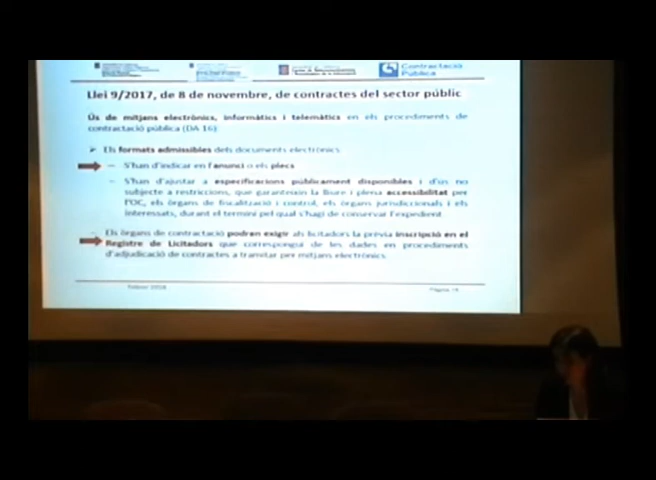 Contractació
Pública
Llei 9/2017, de 8 de novembre, de contractes del sector públic
Ús de mitjans electrònics, informàtics i telemàtics en els procediments de
contractació pública (DA 16)
➢ Els formats admissibles dels documents electrònics
– S'han d'indicar en l'anunci o els plecs
– S'han d'ajustar a especificacions públicament disponibles i d'ús no
subjecte a restriccions, que garanteixin la lliure i plena accessibilitat per
l'OC, els òrgans de fiscalització i control, els òrgans jurisdiccionals i els
interessats, durant el termini pel qual s'hagi de conservar l'expedient
– Els òrgans de contractació podran exigir als licitadors la prèvia inscripció en el
Registre de Licitadors que correspongui de les dades en procediments
d'adjudicació de contractes a tramitar per mitjans electrònics
Febrer 2018
Pàgina